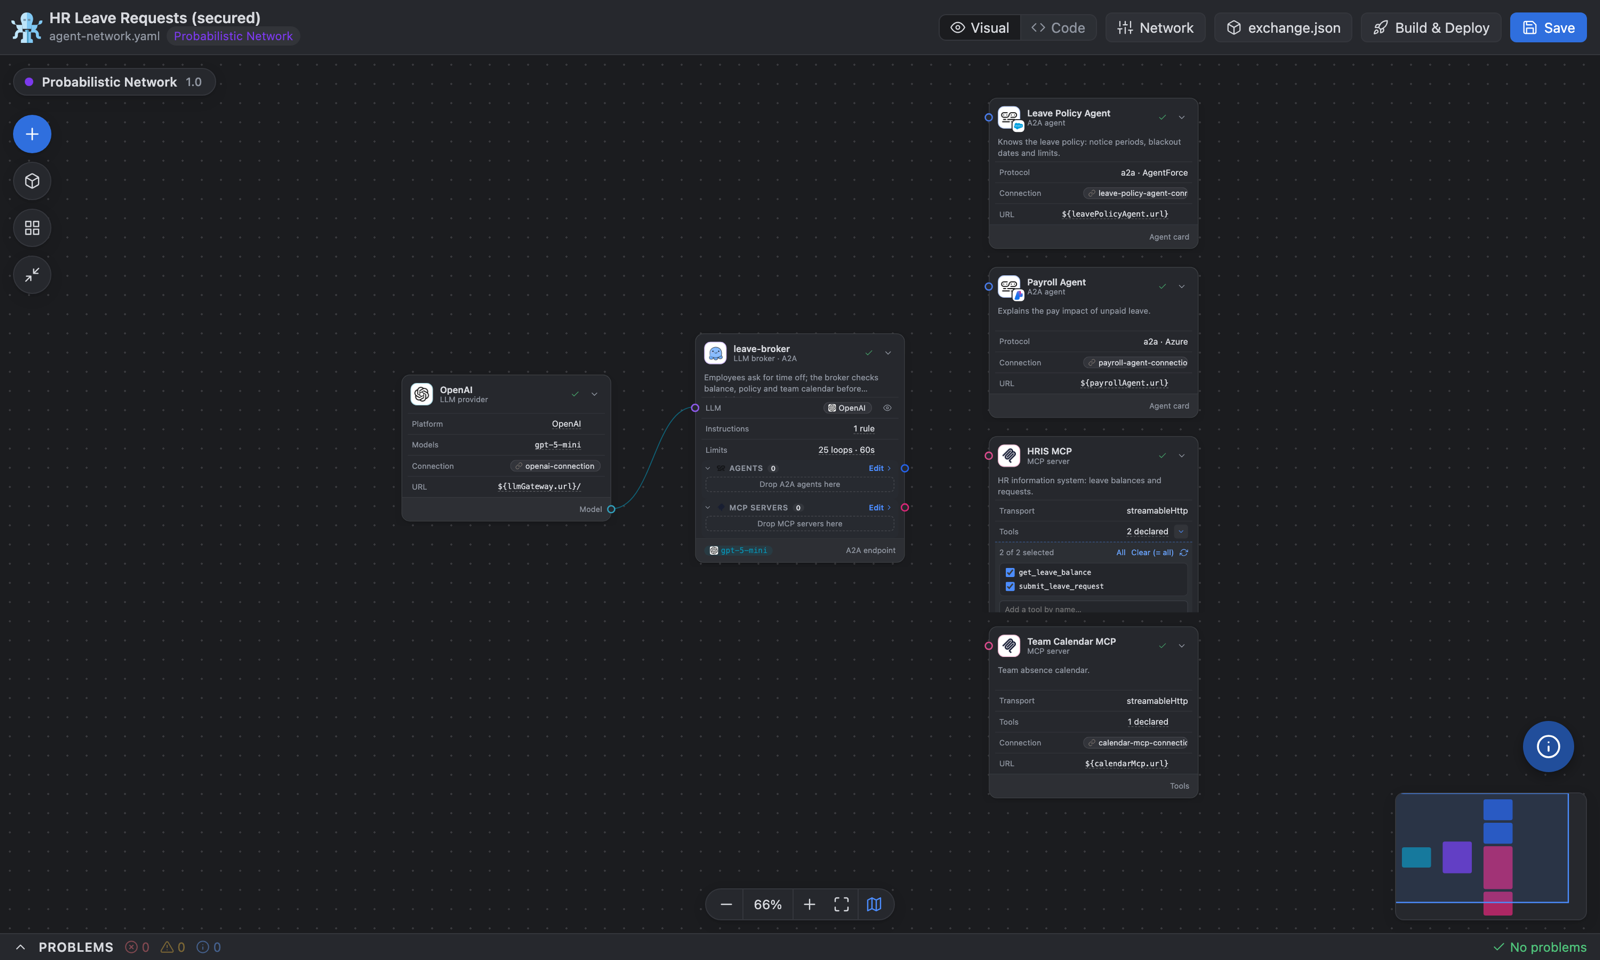 HR Leave Requests (secured)
agent-network.yaml
Probabilistic Network
Visual
Code
Network
exchange.json
Build & Deploy
Save
Probabilistic Network 1.0
Leave Policy Agent
A2A agent
Knows the leave policy: notice periods, blackout
dates and limits.
Protocol
a2a · AgentForce
Connection
leave-policy-agent-conn
URL
${leavePolicyAgent.url}
Agent card
Payroll Agent
A2A agent
Explains the pay impact of unpaid leave.
Protocol
a2a · Azure
Connection
payroll-agent-connectio
URL
${payrollAgent.url}
Agent card
leave-broker
LLM broker · A2A
Employees ask for time off; the broker checks
balance, policy and team calendar before...
LLM
OpenAI
Instructions
1 rule
Limits
25 loops · 60s
AGENTS 0
Edit
Drop A2A agents here
MCP SERVERS 0
Edit
Drop MCP servers here
gpt-5-mini
A2A endpoint
OpenAI
LLM provider
Platform
OpenAI
Models
gpt-5-mini
Connection
openai-connection
URL
${llmGateway.url}/
Model
HRIS MCP
MCP server
HR information system: leave balances and
requests.
Transport
streamableHttp
Tools
2 declared
2 of 2 selected
All
Clear (= all)
get_leave_balance
submit_leave_request
Add a tool by name...
Team Calendar MCP
MCP server
Team absence calendar.
Transport
streamableHttp
Tools
1 declared
Connection
calendar-mcp-connectic
URL
${calendarMcp.url}
Tools
66%
PROBLEMS
0
0
0
No problems